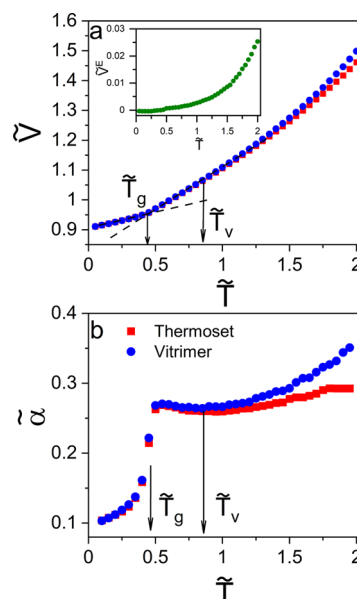 a
0.03
0.02
0.01
0
Ṽᴱ
0 0.5 1 1.5 2
T̃
1.6
1.5
1.4
1.3
1.2
1.1
1.0
0.9
Ṽ
T̃g
T̃v
0 0.5 1 1.5 2
T̃
b
Thermoset
Vitrimer
0.4
0.3
0.2
0.1
α̃
T̃g
T̃v
0 0.5 1 1.5 2
T̃